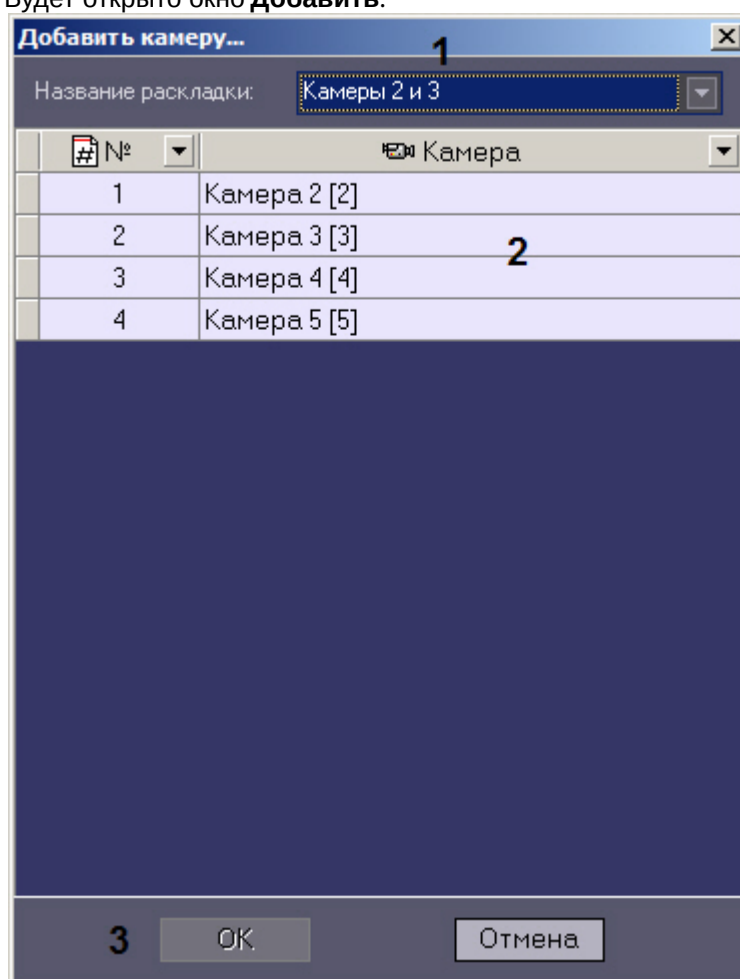 Будет открыто окно Добавить.
Добавить камеру...
1
Название раскладки: Камеры 2 и 3
№ Камера
1 Камера 2 [2]
2 Камера 3 [3]
2
3 Камера 4 [4]
4 Камера 5 [5]
3 OK Отмена